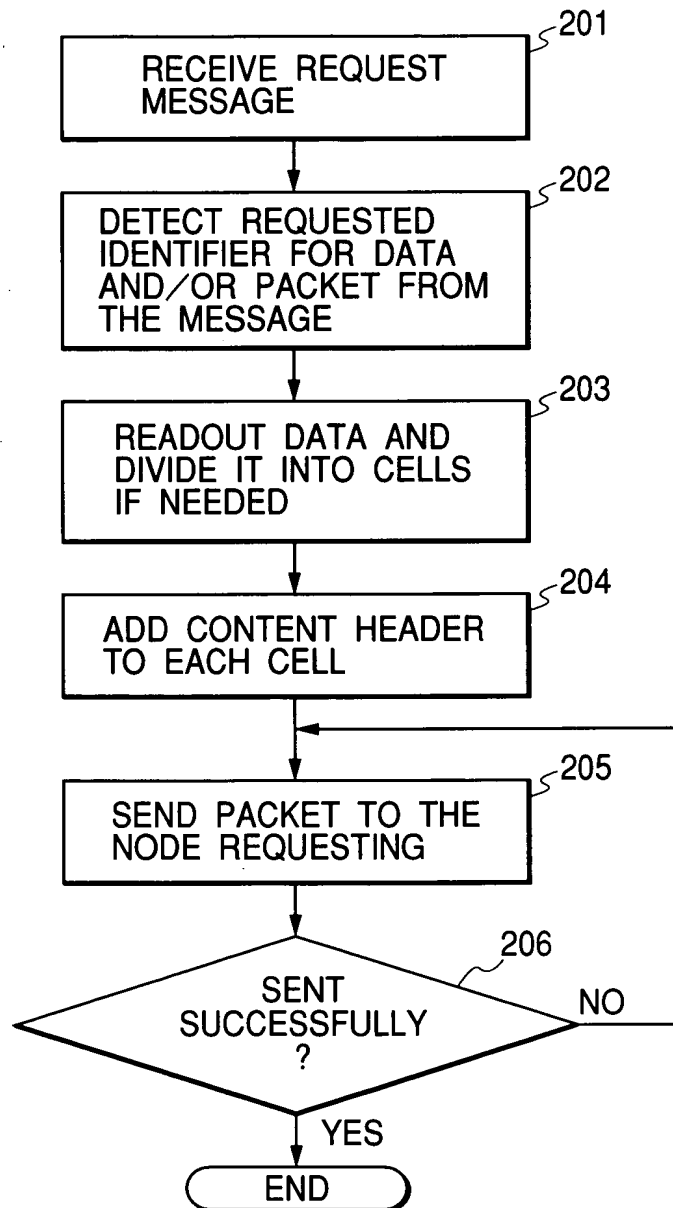 201
RECEIVE REQUEST
MESSAGE
202
DETECT REQUESTED
IDENTIFIER FOR DATA
AND/OR PACKET FROM
THE MESSAGE
203
READOUT DATA AND
DIVIDE IT INTO CELLS
IF NEEDED
204
ADD CONTENT HEADER
TO EACH CELL
205
SEND PACKET TO THE
NODE REQUESTING
206
SENT
SUCCESSFULLY
?
NO
YES
END